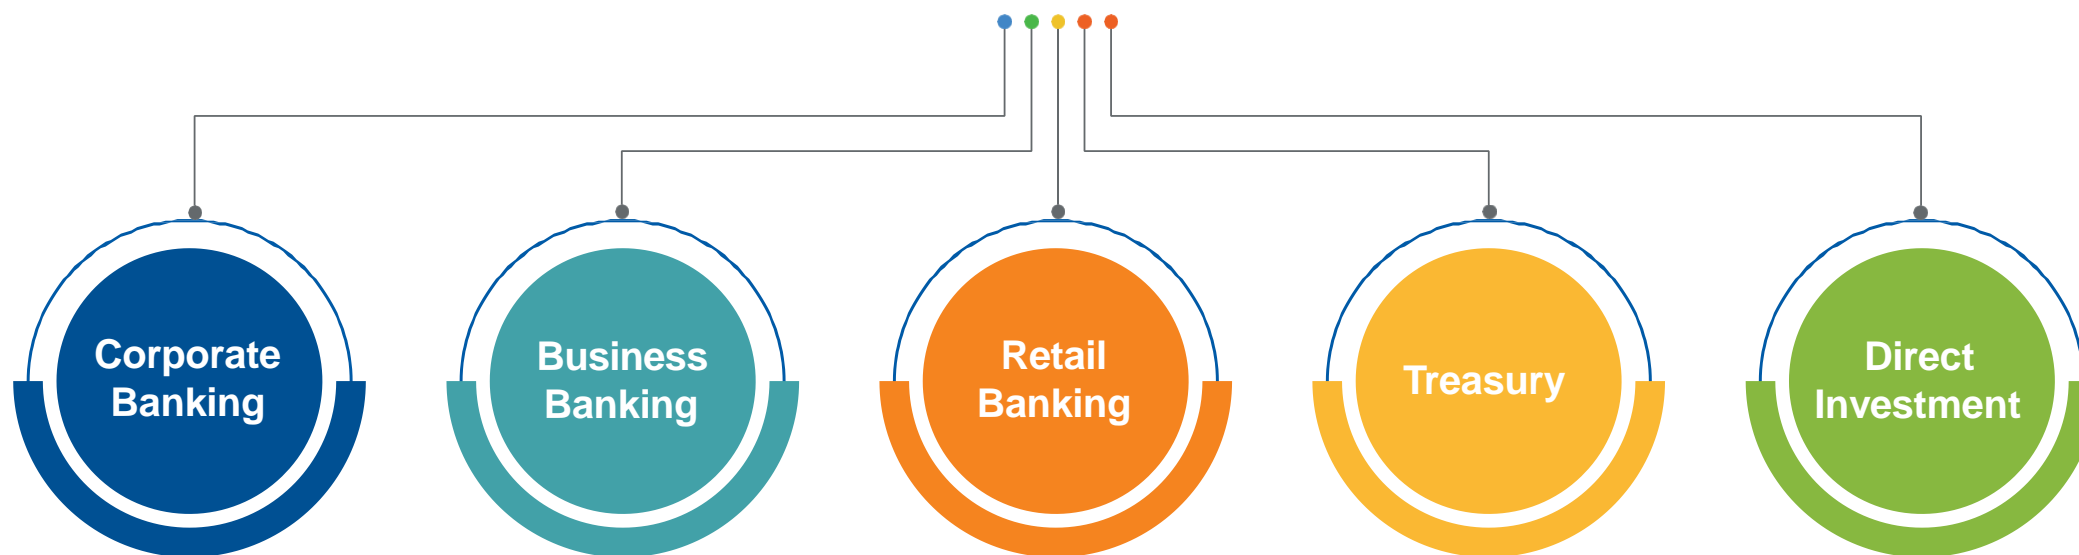 Corporate
Banking
Business
Banking
Retail
Banking
Treasury
Direct
Investment